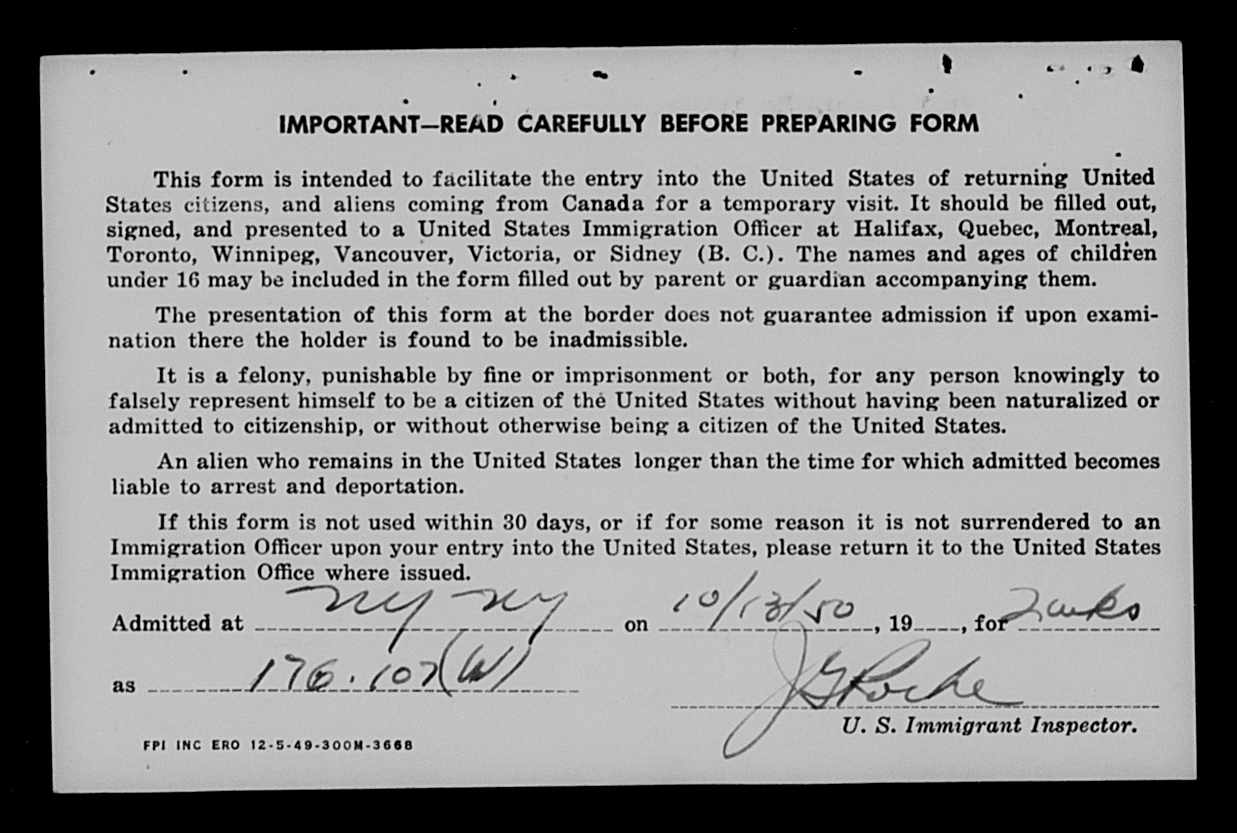 IMPORTANT—READ CAREFULLY BEFORE PREPARING FORM
This form is intended to facilitate the entry into the United States of returning United
States citizens, and aliens coming from Canada for a temporary visit. It should be filled out,
signed, and presented to a United States Immigration Officer at Halifax, Quebec, Montreal,
Toronto, Winnipeg, Vancouver, Victoria, or Sidney (B. C.). The names and ages of children
under 16 may be included in the form filled out by parent or guardian accompanying them.
The presentation of this form at the border does not guarantee admission if upon exami-
nation there the holder is found to be inadmissible.
It is a felony, punishable by fine or imprisonment or both, for any person knowingly to
falsely represent himself to be a citizen of the United States without having been naturalized or
admitted to citizenship, or without otherwise being a citizen of the United States.
An alien who remains in the United States longer than the time for which admitted becomes
liable to arrest and deportation.
If this form is not used within 30 days, or if for some reason it is not surrendered to an
Immigration Officer upon your entry into the United States, please return it to the United States
Immigration Office where issued.
Admitted at NY NY on 10/13/50, 19____, for 2 wks
as 176.107(W)
JG Roche
U. S. Immigrant Inspector.
FPI INC ERO 12-5-49-300M-3668